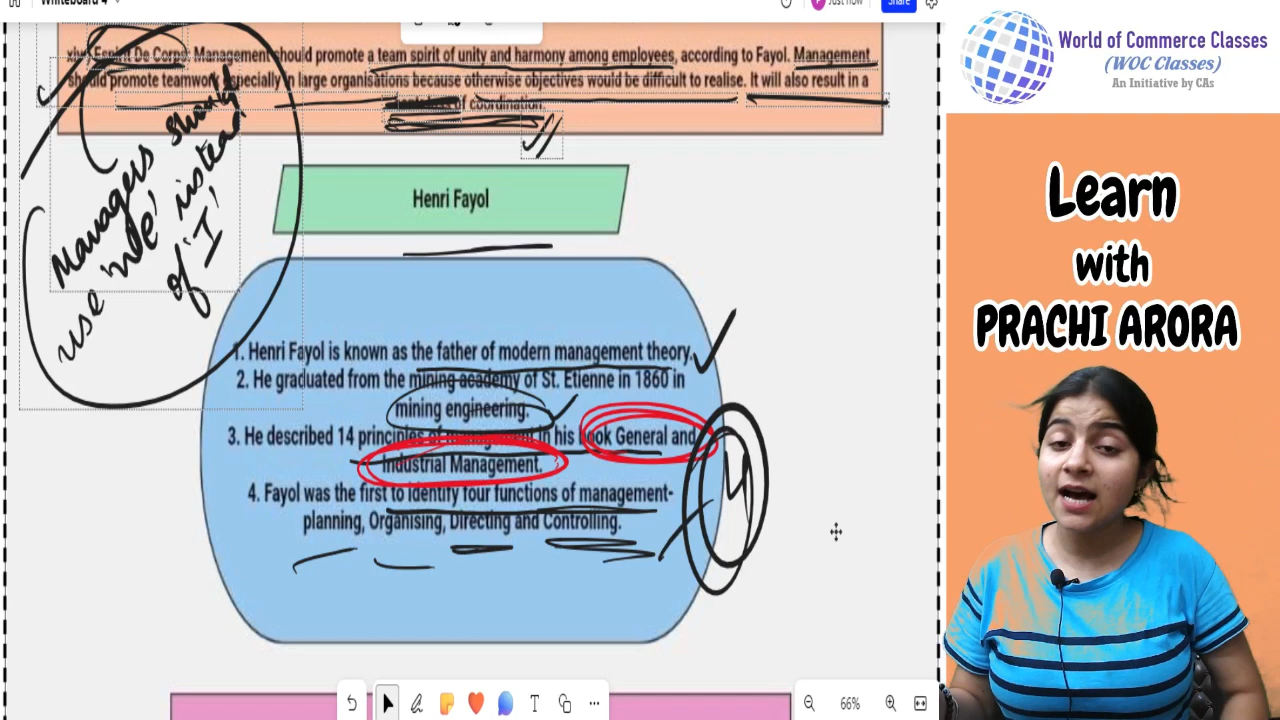 Whiteboard 4
Just now
Share
xiv. Esprit De Corps: Management should promote a team spirit of unity and harmony among employees, according to Fayol. Management
should promote teamwork especially in large organisations because otherwise objectives would be difficult to realise. It will also result in a
of coordination.
Managers should
use 'we' instead
of 'I'
Henri Fayol
1. Henri Fayol is known as the father of modern management theory.
2. He graduated from the mining academy of St. Etienne in 1860 in
mining engineering.
3. He described 14 principles of management in his book General and
Industrial Management.
4. Fayol was the first to identify four functions of management-
planning, Organising, Directing and Controlling.
4
T
66%
World of Commerce Classes
(WOC Classes)
An Initiative by CAs
Learn
with
PRACHI ARORA